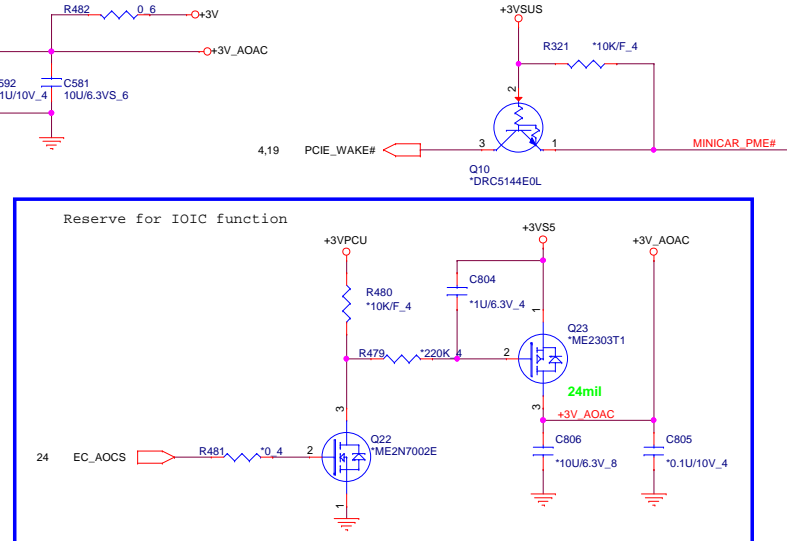 R482 0_6 +3V
+3V_AOAC
592 C581
1U/10V_4 10U/6.3VS_6
+3VSUS
R321 *10K/F_4
2
4,19 PCIE_WAKE# 3 1 MINICAR_PME#
Q10
*DRC5144E0L
Reserve for IOIC function
+3VPCU +3VS5 +3V_AOAC
C804
R480 *1U/6.3V_4
*10K/F_4
1
Q23
*ME2303T1
R479 *220K_4 2
24mil
3 3
+3V_AOAC
Q22 C806 C805
24 EC_AOCS R481 *0_4 2 *ME2N7002E
*10U/6.3V_8 *0.1U/10V_4
1